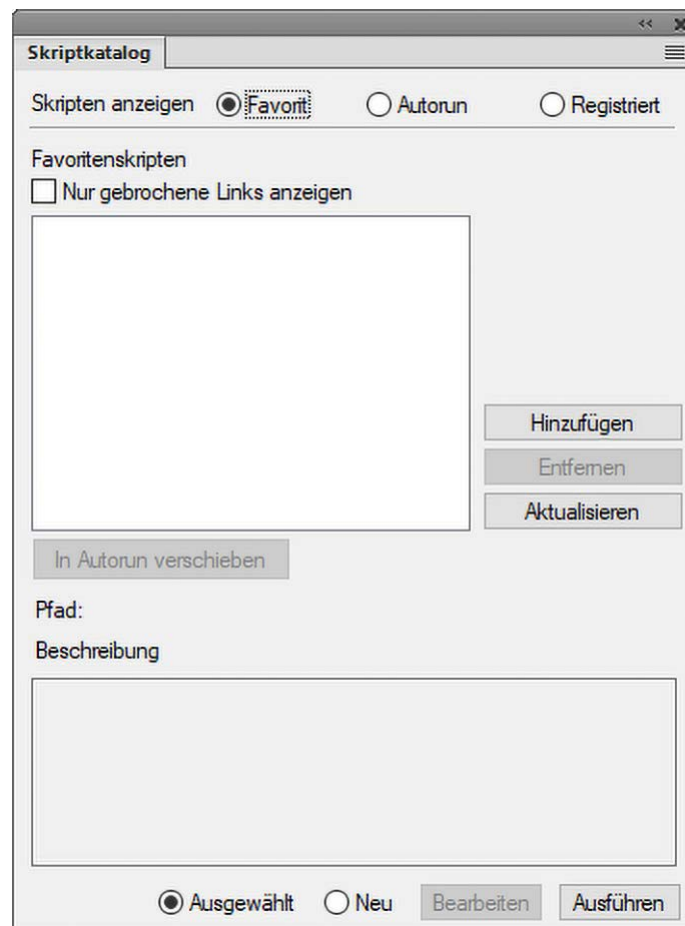 Skriptkatalog
Skripten anzeigen Favorit Autorun Registriert
Favoritenskripten
Nur gebrochene Links anzeigen
Hinzufügen
Entfernen
Aktualisieren
In Autorun verschieben
Pfad:
Beschreibung
Ausgewählt Neu Bearbeiten Ausführen